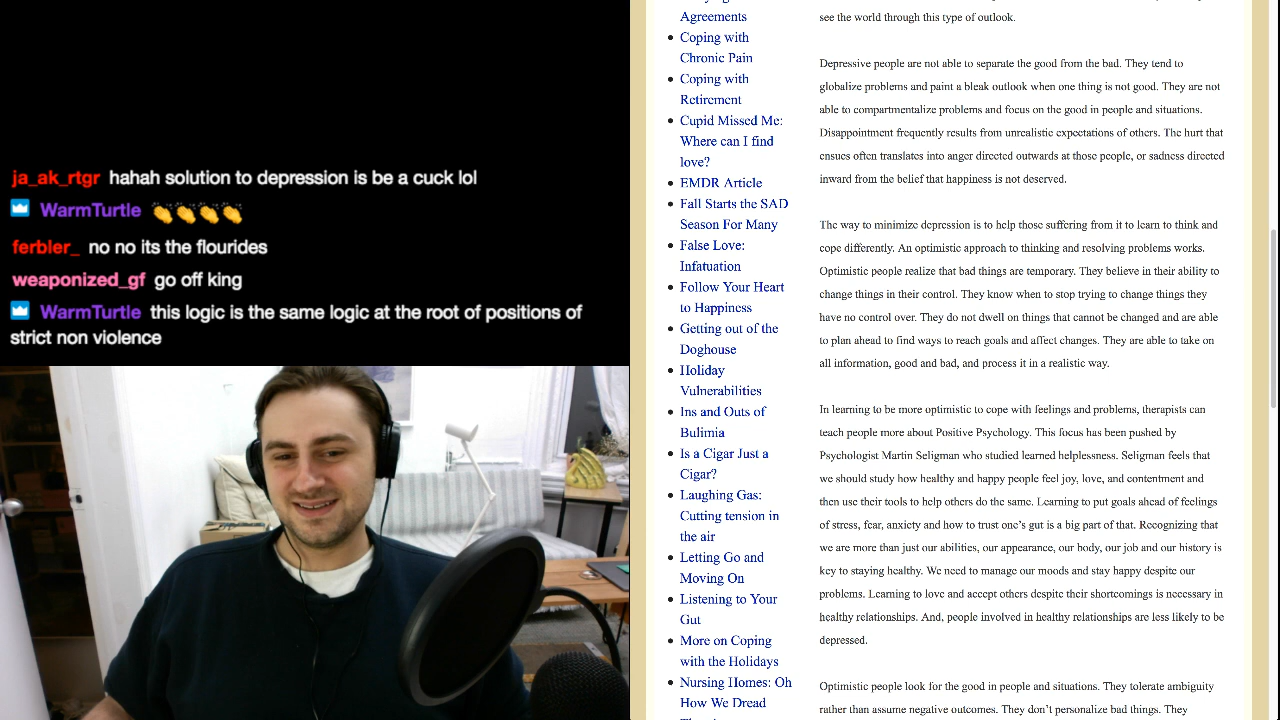 ja_ak_rtgr hahah solution to depression is be a cuck lol
WarmTurtle 👏👏👏👏
ferbler_ no no its the flourides
weaponized_gf go off king
WarmTurtle this logic is the same logic at the root of positions of
strict non violence
Agreements
Coping with
Chronic Pain
Coping with
Retirement
Cupid Missed Me:
Where can I find
love?
EMDR Article
Fall Starts the SAD
Season For Many
False Love:
Infatuation
Follow Your Heart
to Happiness
Getting out of the
Doghouse
Holiday
Vulnerabilities
Ins and Outs of
Bulimia
Is a Cigar Just a
Cigar?
Laughing Gas:
Cutting tension in
the air
Letting Go and
Moving On
Listening to Your
Gut
More on Coping
with the Holidays
Nursing Homes: Oh
How We Dread
see the world through this type of outlook.
Depressive people are not able to separate the good from the bad. They tend to
globalize problems and paint a bleak outlook when one thing is not good. They are not
able to compartmentalize problems and focus on the good in people and situations.
Disappointment frequently results from unrealistic expectations of others. The hurt that
ensues often translates into anger directed outwards at those people, or sadness directed
inward from the belief that happiness is not deserved.
The way to minimize depression is to help those suffering from it to learn to think and
cope differently. An optimistic approach to thinking and resolving problems works.
Optimistic people realize that bad things are temporary. They believe in their ability to
change things in their control. They know when to stop trying to change things they
have no control over. They do not dwell on things that cannot be changed and are able
to plan ahead to find ways to reach goals and affect changes. They are able to take on
all information, good and bad, and process it in a realistic way.
In learning to be more optimistic to cope with feelings and problems, therapists can
teach people more about Positive Psychology. This focus has been pushed by
Psychologist Martin Seligman who studied learned helplessness. Seligman feels that
we should study how healthy and happy people feel joy, love, and contentment and
then use their tools to help others do the same. Learning to put goals ahead of feelings
of stress, fear, anxiety and how to trust one's gut is a big part of that. Recognizing that
we are more than just our abilities, our appearance, our body, our job and our history is
key to staying healthy. We need to manage our moods and stay happy despite our
problems. Learning to love and accept others despite their shortcomings is necessary in
healthy relationships. And, people involved in healthy relationships are less likely to be
depressed.
Optimistic people look for the good in people and situations. They tolerate ambiguity
rather than assume negative outcomes. They don't personalize bad things. They